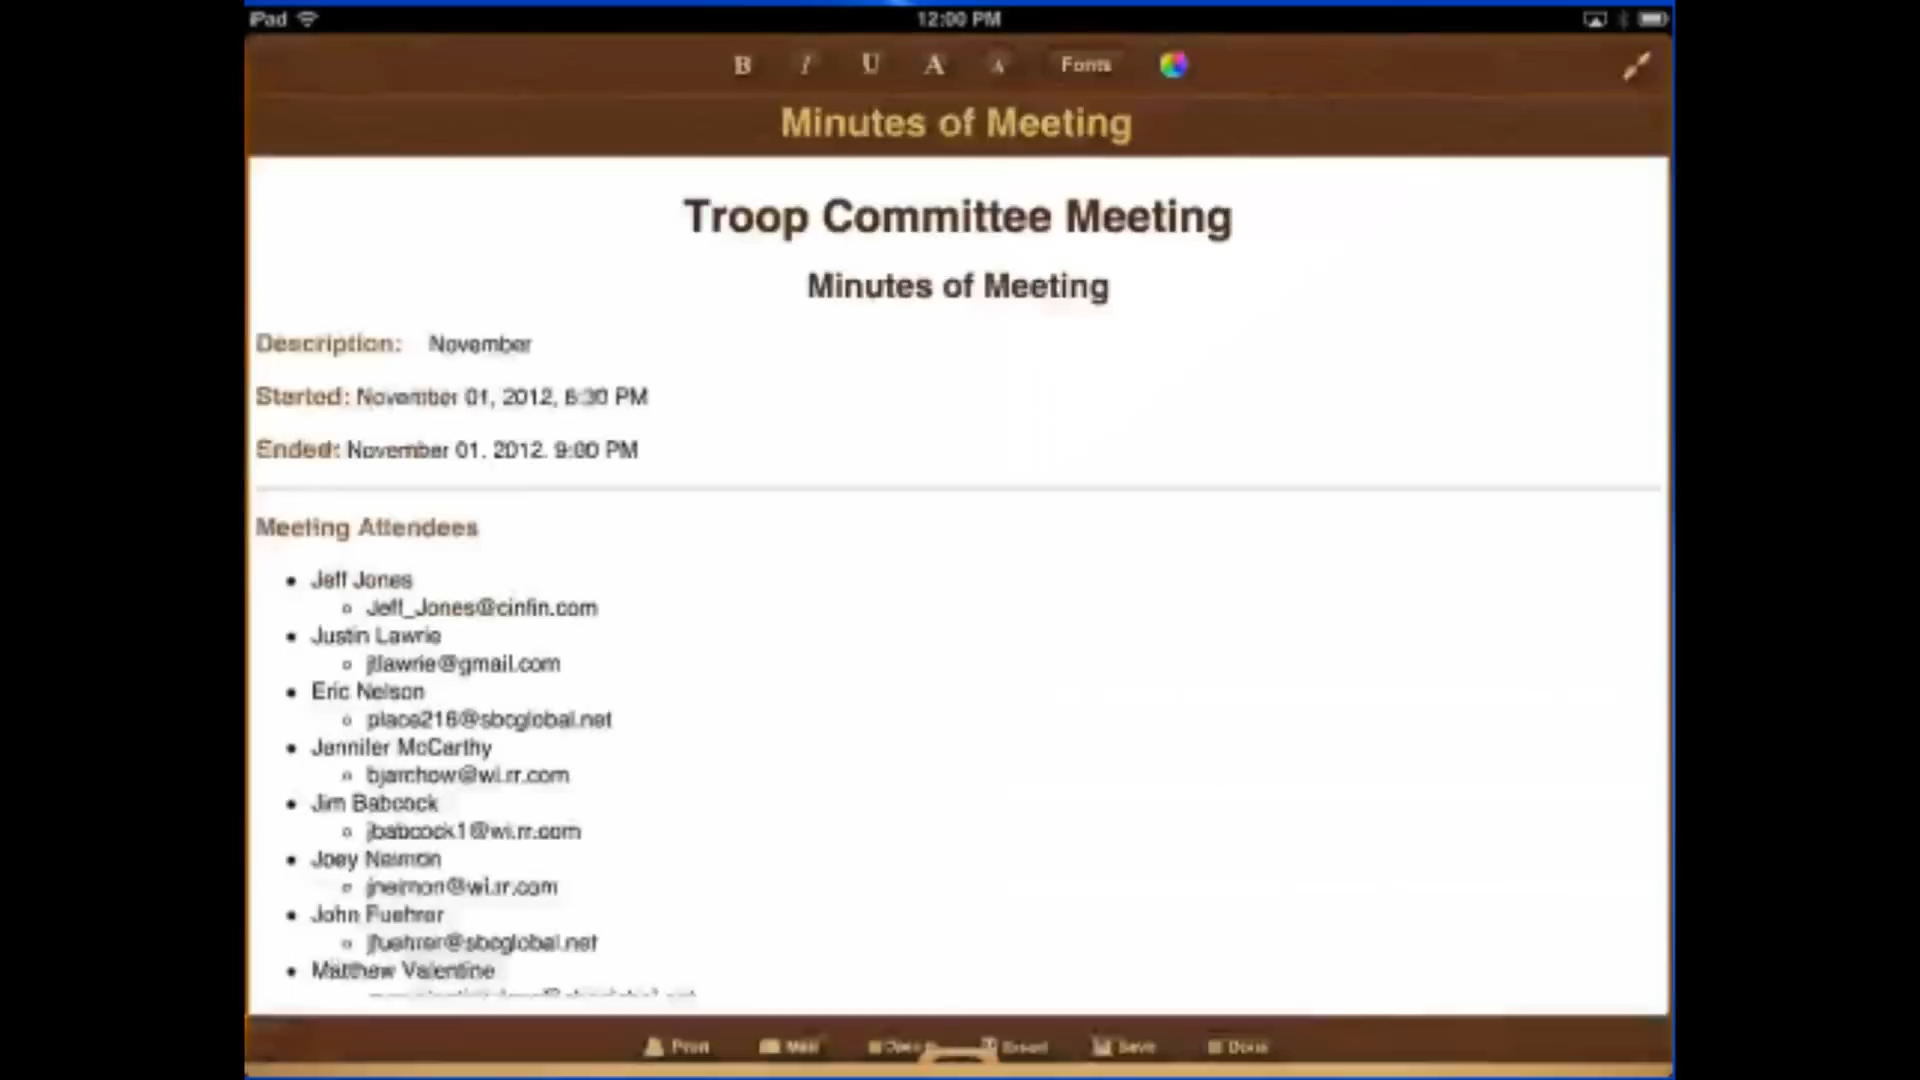 iPad
12:00 PM
B I U A A Fonts
Minutes of Meeting
Troop Committee Meeting
Minutes of Meeting
Description: November
Started: November 01, 2012, 6:30 PM
Ended: November 01, 2012, 9:00 PM
Meeting Attendees
• Jeff Jones
◦ Jeff_Jones@cinfin.com
• Justin Lawrie
◦ jtlawrie@gmail.com
• Eric Nelson
◦ place216@sbcglobal.net
• Jennifer McCarthy
◦ bjarchow@wi.rr.com
• Jim Babcock
◦ jbabcock1@wi.rr.com
• Joey Neimon
◦ jneimon@wi.rr.com
• John Fuehrer
◦ jfuehrer@sbcglobal.net
• Matthew Valentine
Print Mail Save Done